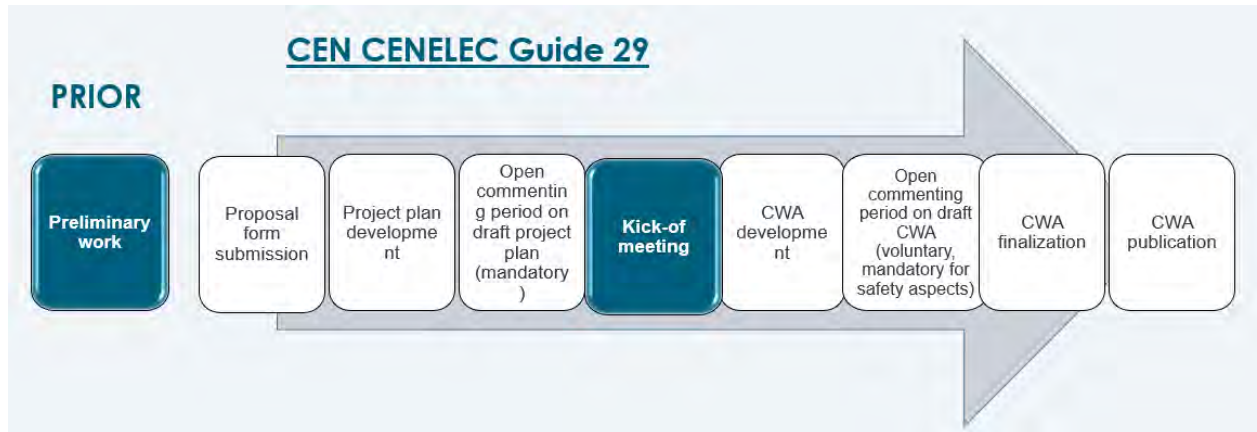 CEN CENELEC Guide 29
PRIOR
Preliminary
work
Proposal
form
submission
Project plan
developme
nt
Open
commentin
g period on
draft project
plan
(mandatory
)
Kick-of
meeting
CWA
developme
nt
Open
commenting
period on draft
CWA
(voluntary,
mandatory for
safety aspects)
CWA
finalization
CWA
publication